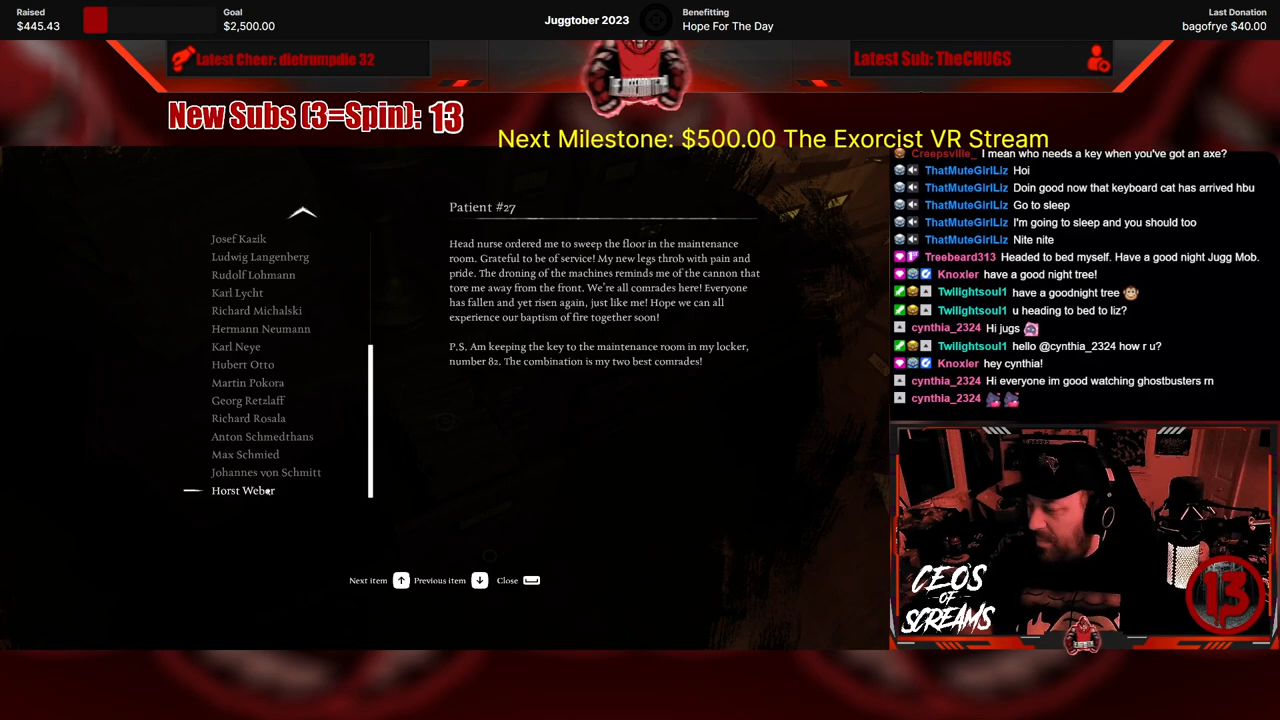 Raised
$445.43
Goal
$2,500.00
Juggtober 2023
Benefitting
Hope For The Day
Last Donation
bagofrye $40.00
Latest Cheer: dietrumpdie 32
Latest Sub: TheCHUGS
New Subs (3=Spin): 13
Next Milestone: $500.00 The Exorcist VR Stream
Josef Kazik
Ludwig Langenberg
Rudolf Lohmann
Karl Lycht
Richard Michalski
Hermann Neumann
Karl Neye
Hubert Otto
Martin Pokora
Georg Retzlaff
Richard Rosala
Anton Schmedthans
Max Schmied
Johannes von Schmitt
Horst Weber
Patient #27
Head nurse ordered me to sweep the floor in the maintenance
room. Grateful to be of service! My new legs throb with pain and
pride. The droning of the machines reminds me of the cannon that
tore me away from the front. We're all comrades here! Everyone
has fallen and yet risen again, just like me! Hope we can all
experience our baptism of fire together soon!
P.S. Am keeping the key to the maintenance room in my locker,
number 82. The combination is my two best comrades!
Next item
Previous item
Close
Creepsville_ I mean who needs a key when you've got an axe?
ThatMuteGirlLiz Hoi
ThatMuteGirlLiz Doin good now that keyboard cat has arrived hbu
ThatMuteGirlLiz Go to sleep
ThatMuteGirlLiz I'm going to sleep and you should too
ThatMuteGirlLiz Nite nite
Treebeard313 Headed to bed myself. Have a good night Jugg Mob.
Knoxler have a good night tree!
Twilightsoul1 have a goodnight tree
Twilightsoul1 u heading to bed to liz?
cynthia_2324 Hi jugs
Twilightsoul1 hello @cynthia_2324 how r u?
Knoxler hey cynthia!
cynthia_2324 Hi everyone im good watching ghostbusters rn
cynthia_2324
CEOS
OF
SCREAMS
13